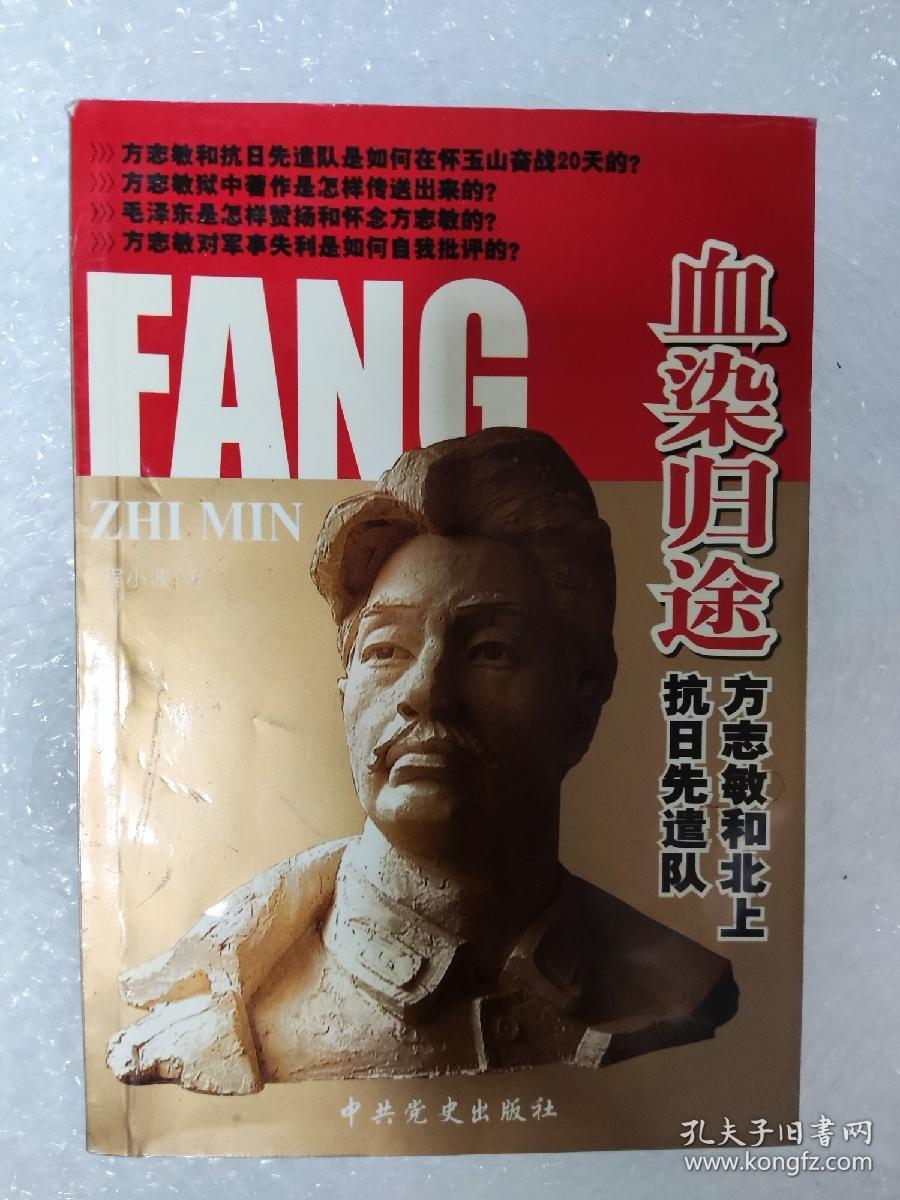 >>> 方志敏和抗日先遣队是如何在怀玉山奋战20天的?
>>> 方志敏狱中著作是怎样传送出来的?
>>> 毛泽东是怎样赞扬和怀念方志敏的?
>>> 方志敏对军事失利是如何自我批评的?
FANG
ZHI MIN
程小波 著
血染归途
方志敏和北上
抗日先遣队
中共党史出版社
孔夫子旧書网
www.kongfz.com